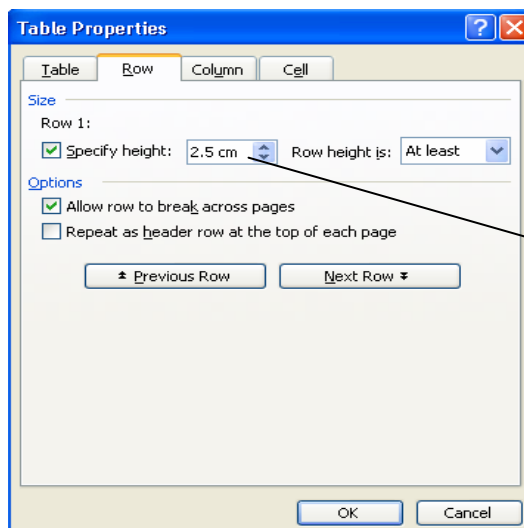 Table Properties
Table Row Column Cell
Size
Row 1:
Specify height: 2.5 cm Row height is: At least
Options
Allow row to break across pages
Repeat as header row at the top of each page
Previous Row Next Row
OK Cancel